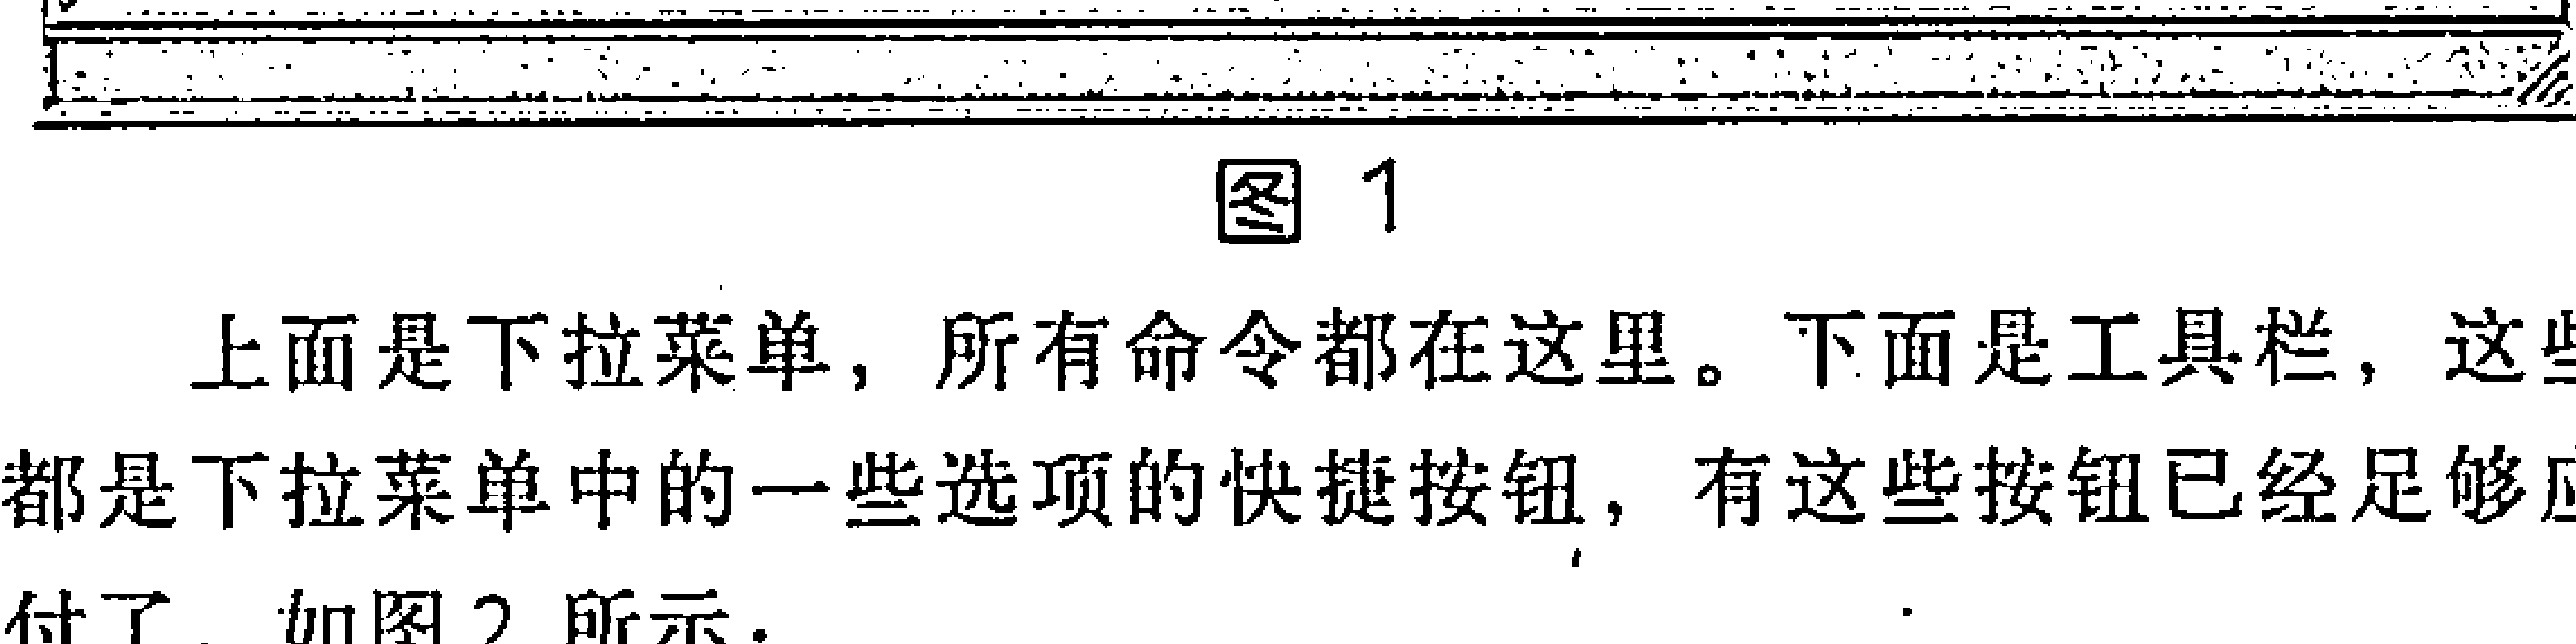 图 1
上面是下拉菜单，所有命令都在这里。下面是工具栏，这些
都是下拉菜单中的一些选项的快捷按钮，有这些按钮已经足够应
付了，如图 2 所示：